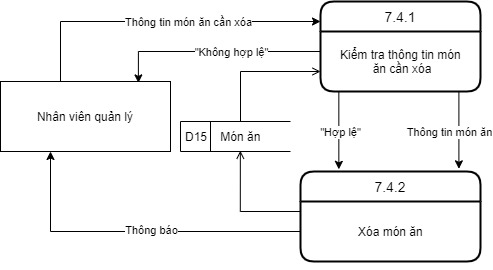 Thông tin món ăn cần xóa
7.4.1
"Không hợp lệ"
Kiểm tra thông tin món
ăn cần xóa
Nhân viên quản lý
D15
Món ăn
"Hợp lệ"
Thông tin món ăn
7.4.2
Thông báo
Xóa món ăn